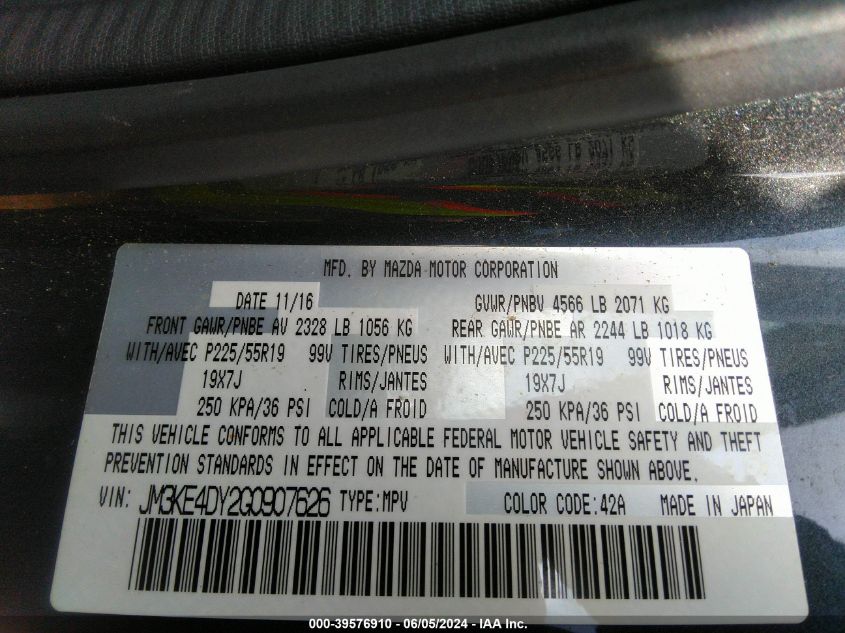 MFD. BY MAZDA MOTOR CORPORATION
DATE 11/16 GVWR/PNBV 4566 LB 2071 KG
FRONT GAWR/PNBE AV 2328 LB 1056 KG REAR GAWR/PNBE AR 2244 LB 1018 KG
WITH/AVEC P225/55R19 99V TIRES/PNEUS WITH/AVEC P225/55R19 99V TIRES/PNEUS
19X7J RIMS/JANTES 19X7J RIMS/JANTES
250 KPA/36 PSI COLD/A FROID 250 KPA/36 PSI COLD/A FROID
THIS VEHICLE CONFORMS TO ALL APPLICABLE FEDERAL MOTOR VEHICLE SAFETY AND THEFT
PREVENTION STANDARDS IN EFFECT ON THE DATE OF MANUFACTURE SHOWN ABOVE.
VIN: JM3KE4DY2G0907626 TYPE:MPV COLOR CODE:42A MADE IN JAPAN
000-39576910 - 06/05/2024 - IAA Inc.